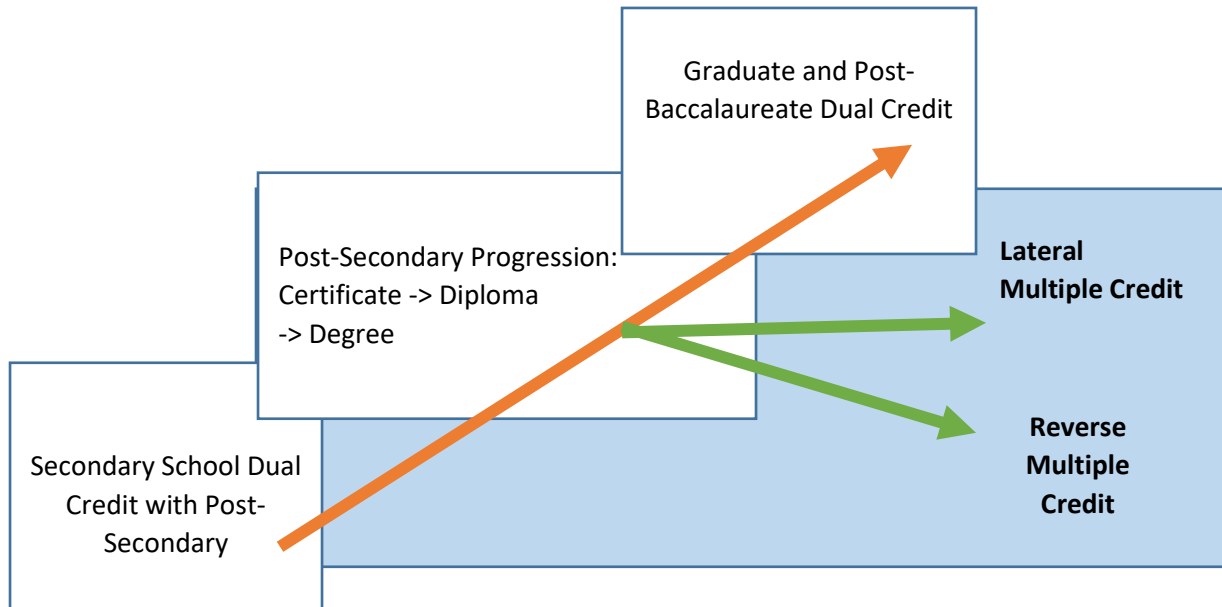 Graduate and Post-
Baccalaureate Dual Credit
Post-Secondary Progression:
Certificate -> Diploma
-> Degree
Lateral
Multiple Credit
Reverse
Multiple
Credit
Secondary School Dual
Credit with Post-
Secondary